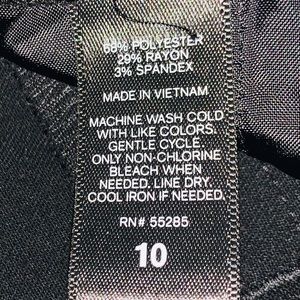 68% POLYESTER
29% RAYON
3% SPANDEX
MADE IN VIETNAM
MACHINE WASH COLD
WITH LIKE COLORS.
GENTLE CYCLE.
ONLY NON-CHLORINE
BLEACH WHEN
NEEDED. LINE DRY.
COOL IRON IF NEEDED.
RN# 55285
10